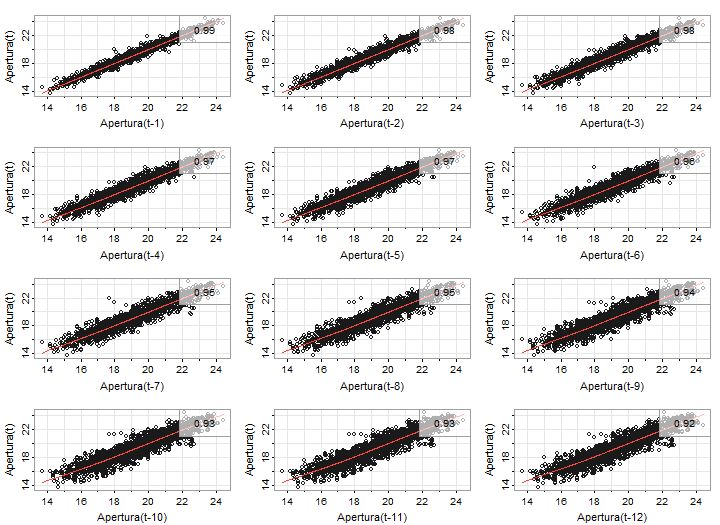 0.99 0.98 0.98
Apertura(t) 14 18 22 Apertura(t) 14 18 22 Apertura(t) 14 18 22
14 16 18 20 22 24 14 16 18 20 22 24 14 16 18 20 22 24
Apertura(t-1) Apertura(t-2) Apertura(t-3)
0.97 0.97 0.96
Apertura(t) 14 18 22 Apertura(t) 14 18 22 Apertura(t) 14 18 22
14 16 18 20 22 24 14 16 18 20 22 24 14 16 18 20 22 24
Apertura(t-4) Apertura(t-5) Apertura(t-6)
0.95 0.95 0.94
Apertura(t) 14 18 22 Apertura(t) 14 18 22 Apertura(t) 14 18 22
14 16 18 20 22 24 14 16 18 20 22 24 14 16 18 20 22 24
Apertura(t-7) Apertura(t-8) Apertura(t-9)
0.93 0.93 0.92
Apertura(t) 14 18 22 Apertura(t) 14 18 22 Apertura(t) 14 18 22
14 16 18 20 22 24 14 16 18 20 22 24 14 16 18 20 22 24
Apertura(t-10) Apertura(t-11) Apertura(t-12)